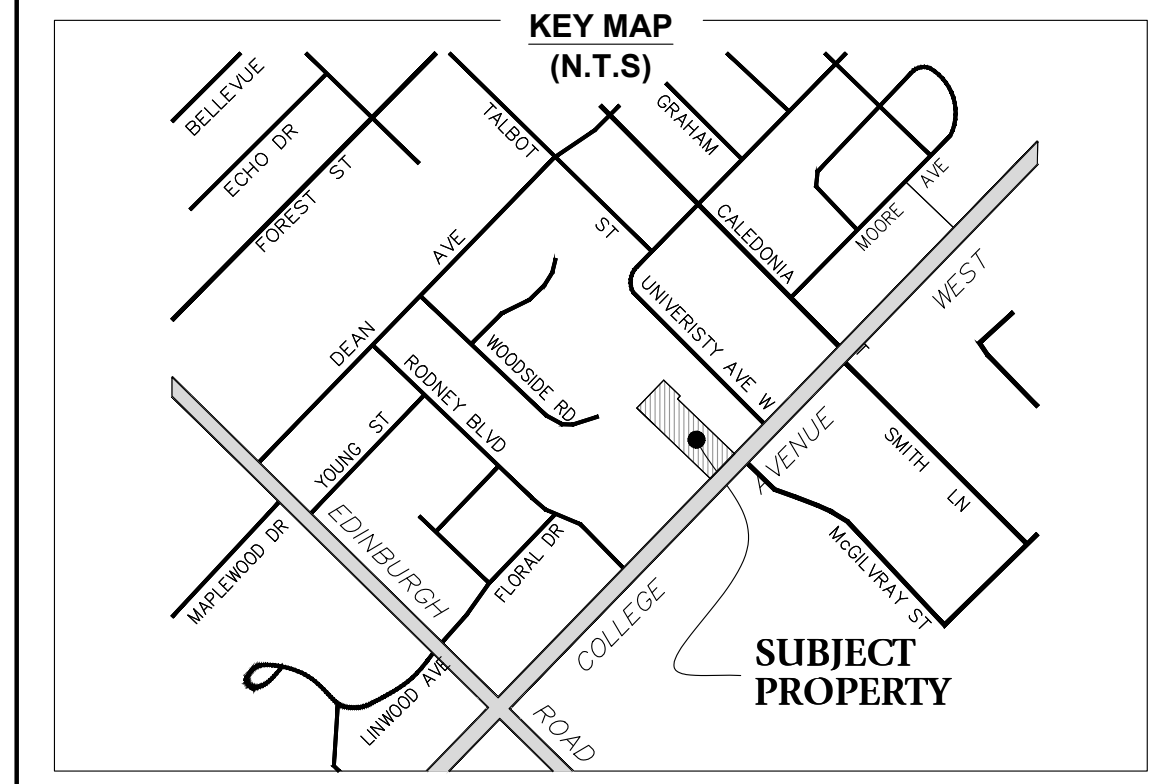 KEY MAP
(N.T.S)
BELLEVUE
ECHO DR
FOREST ST
TALBOT ST
GRAHAM
CALEDONIA
MOORE AVE
DEAN AVE
UNIVERISTY AVE W
WOODSIDE RD
RODNEY BLVD
YOUNG ST
MAPLEWOOD DR
EDINBURGH ROAD
FLORAL DR
LINWOOD AVE
COLLEGE AVENUE WEST
SMITH LN
McGILVRAY ST
SUBJECT
PROPERTY